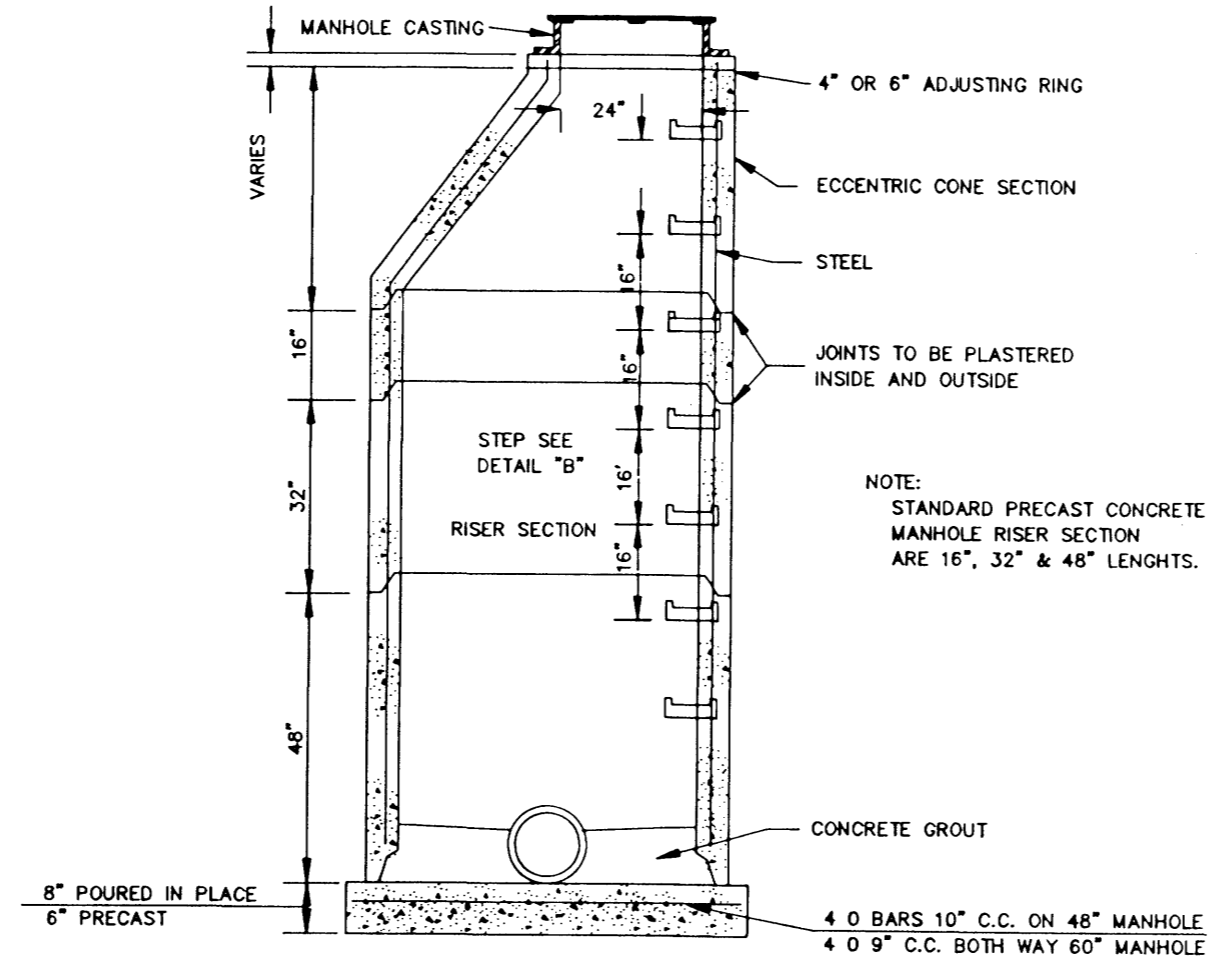 MANHOLE CASTING
4" OR 6" ADJUSTING RING
24"
VARIES
ECCENTRIC CONE SECTION
STEEL
16"
16"
JOINTS TO BE PLASTERED
INSIDE AND OUTSIDE
16"
STEP SEE
DETAIL "B"
16'
32"
NOTE:
STANDARD PRECAST CONCRETE
MANHOLE RISER SECTION
ARE 16", 32" & 48" LENGHTS.
RISER SECTION
16"
48"
CONCRETE GROUT
8" POURED IN PLACE
6" PRECAST
4 0 BARS 10" C.C. ON 48" MANHOLE
4 0 9" C.C. BOTH WAY 60" MANHOLE